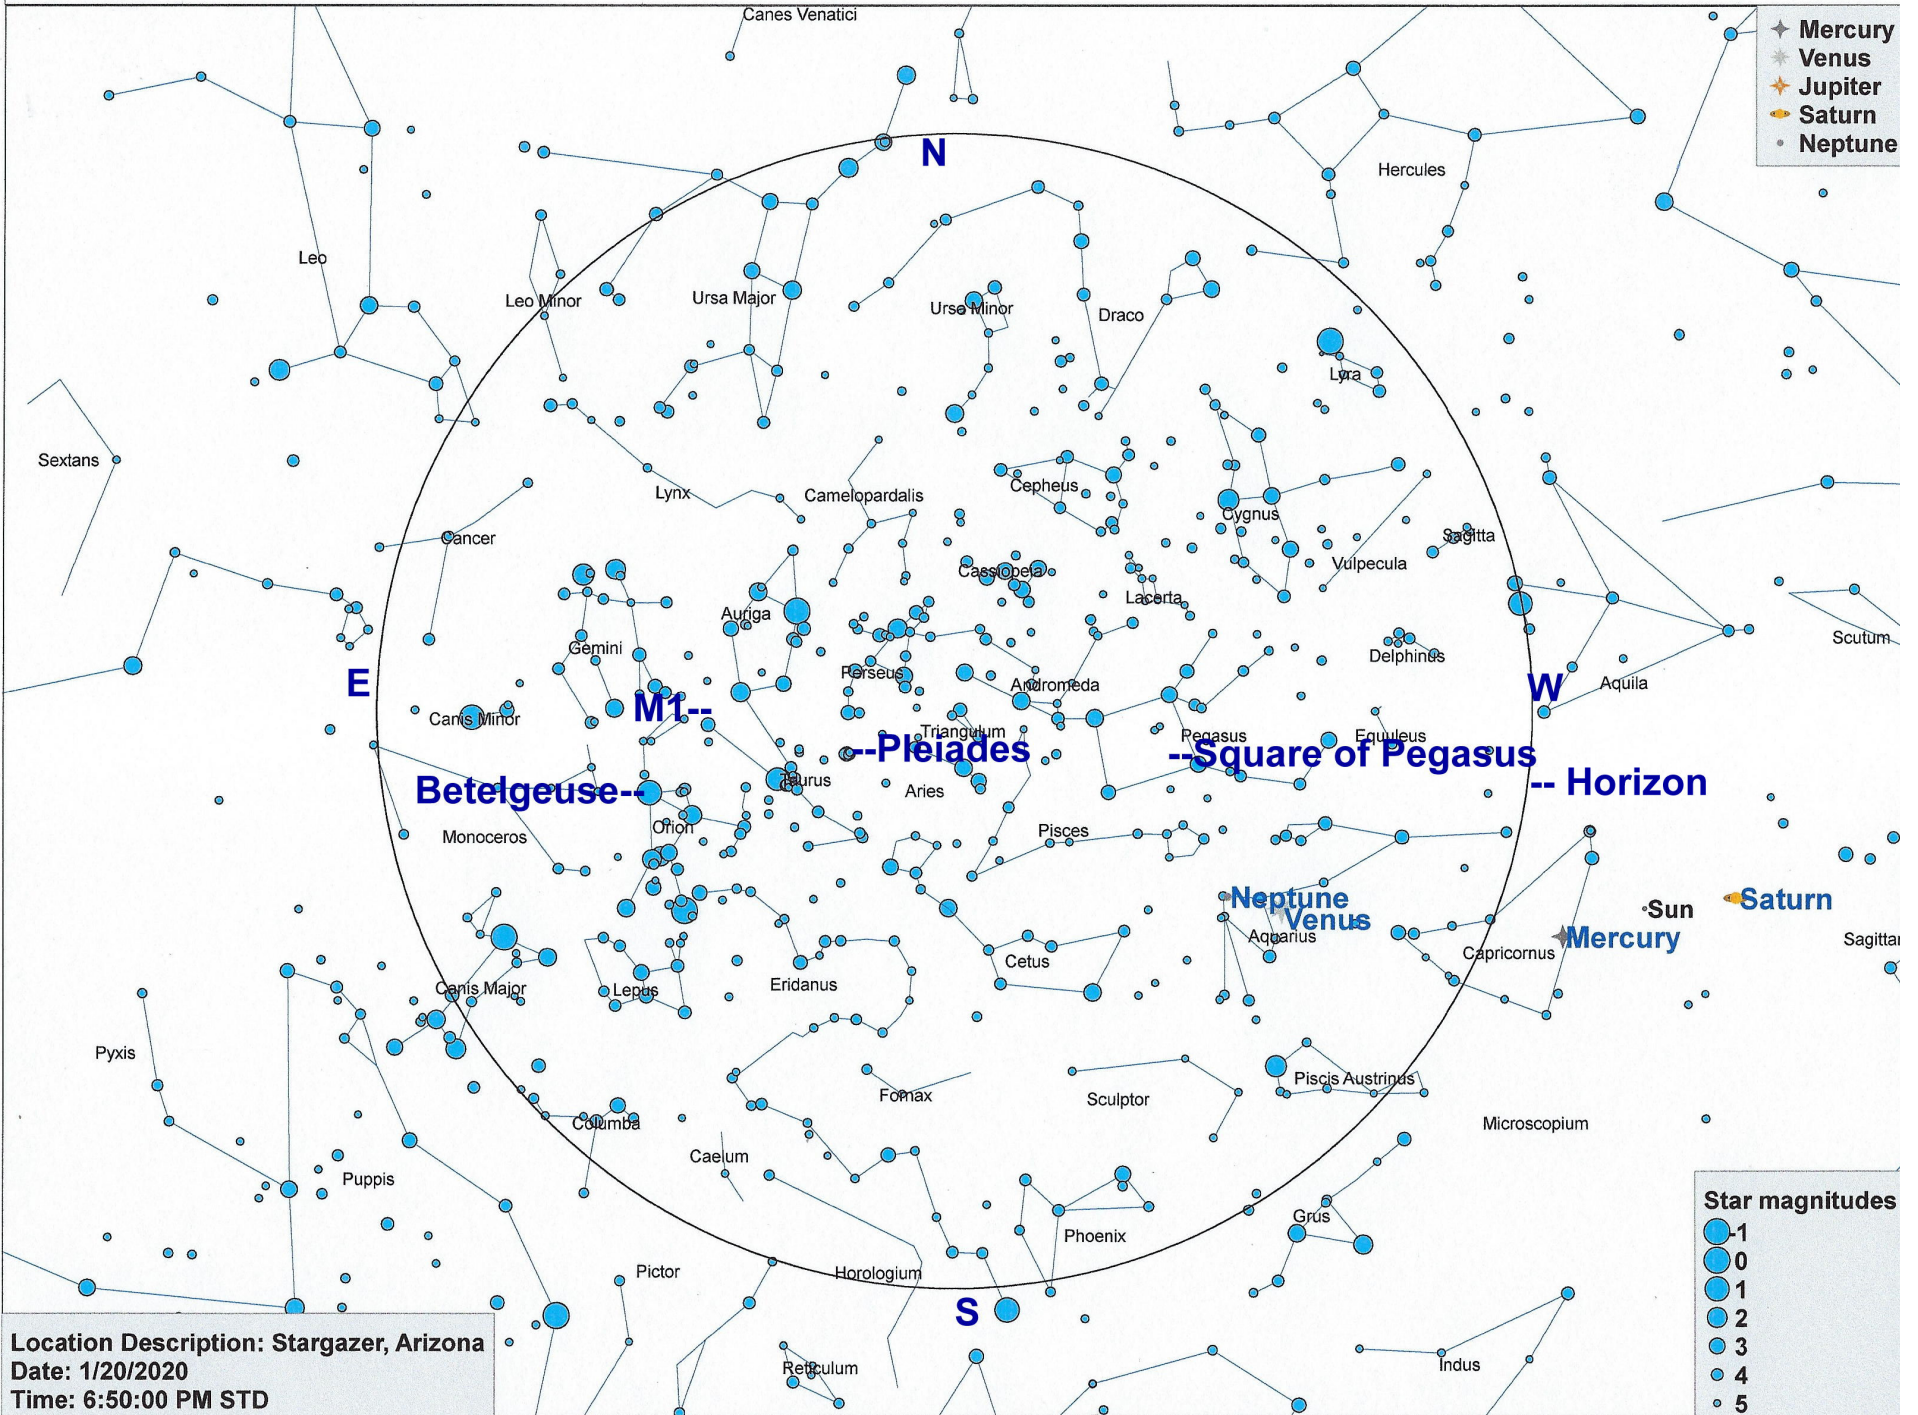 Canes Venatici
Mercury
Venus
Jupiter
Saturn
Neptune
N
Hercules
Leo
Leo Minor
Ursa Major
Ursa Minor
Draco
Lyra
Sextans
Lynx
Camelopardalis
Cepheus
Cygnus
Cancer
Sagitta
Vulpecula
Cassiopeia
Lacerta
Auriga
Scutum
Gemini
Delphinus
E
Perseus
Andromeda
W
Aquila
M1--
Canis Minor
Triangulum
Pegasus
Equuleus
--Pleiades
--Square of Pegasus
Taurus
Betelgeuse--
Aries
-- Horizon
Orion
Monoceros
Pisces
Neptune
Venus
Sun
Saturn
Aquarius
Mercury
Capricornus
Sagittar
Cetus
Canis Major
Lepus
Eridanus
Pyxis
Fornax
Sculptor
Piscis Austrinus
Columba
Microscopium
Caelum
Puppis
Phoenix
Grus
Pictor
Horologium
S
Star magnitudes
-1
0
1
2
3
4
5
Reticulum
Indus
Location Description: Stargazer, Arizona
Date: 1/20/2020
Time: 6:50:00 PM STD